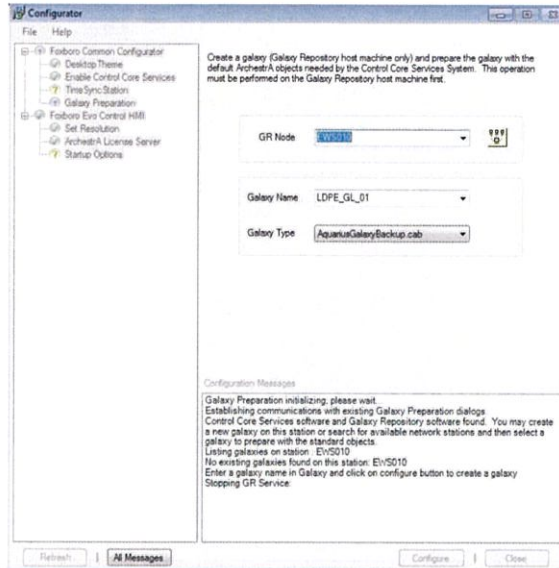 Configurator
File Help
Foxboro Common Configurator
Desktop Theme
Enable Control Core Services
Time Sync Station
Galaxy Preparation
Foxboro Evo Control HMI
Set Resolution
ArchestrA License Server
Startup Options
Create a galaxy (Galaxy Repository host machine only) and prepare the galaxy with the
default ArchestrA objects needed by the Control Core Services System. This operation
must be performed on the Galaxy Repository host machine first.
GR Node EWS010
Galaxy Name LDPE_GL_01
Galaxy Type AquariusGalaxyBackup.cab
Configuration Messages
Galaxy Preparation initializing, please wait...
Establishing communications with existing Galaxy Preparation dialogs
Control Core Services software and Galaxy Repository software found. You may create
a new galaxy on this station or search for available network stations and then select a
galaxy to prepare with the standard objects.
Listing galaxies on station : EWS010
No existing galaxies found on this station: EWS010
Enter a galaxy name in Galaxy and click on configure button to create a galaxy
Stopping GR Service:
Refresh | All Messages Configure | Close